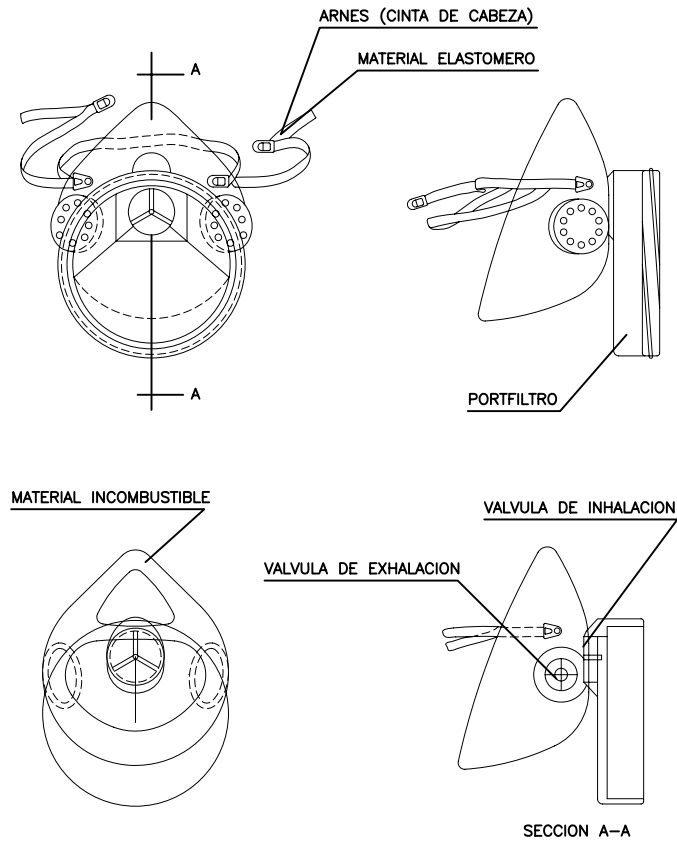 ARNES (CINTA DE CABEZA)
MATERIAL ELASTOMERO
A
A
PORTFILTRO
MATERIAL INCOMBUSTIBLE
VALVULA DE INHALACION
VALVULA DE EXHALACION
SECCION A-A